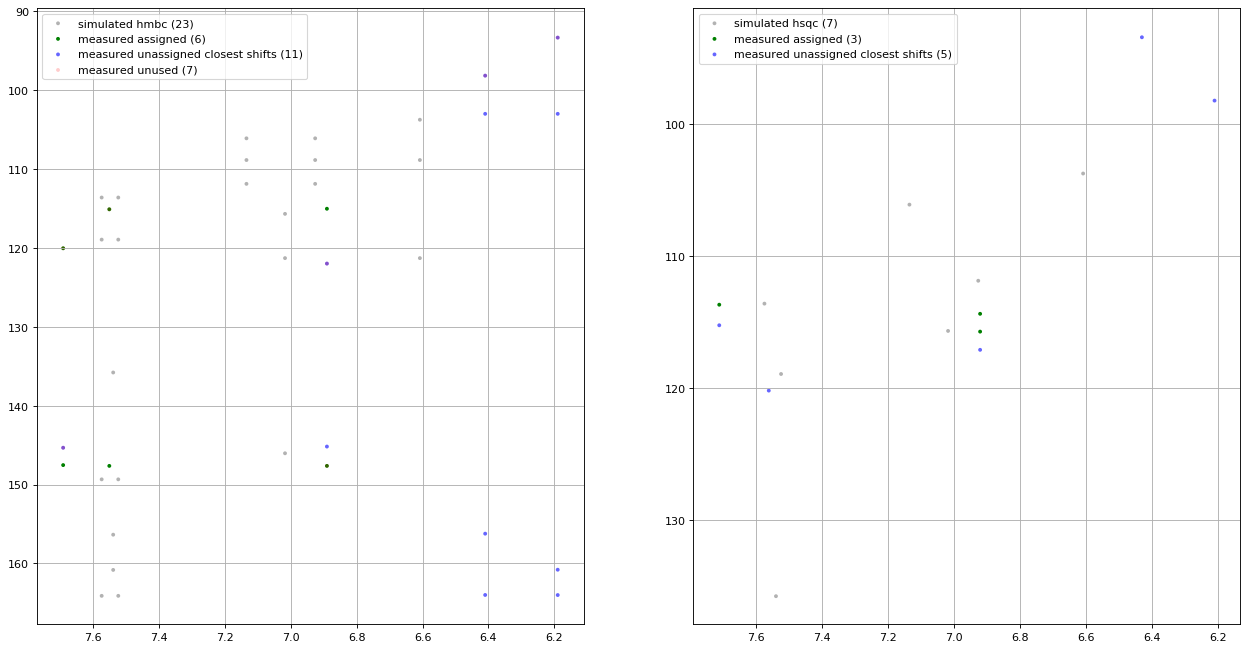 simulated hmbc (23)
measured assigned (6)
measured unassigned closest shifts (11)
measured unused (7)
90
100
110
120
130
140
150
160
7.6 7.4 7.2 7.0 6.8 6.6 6.4 6.2
simulated hsqc (7)
measured assigned (3)
measured unassigned closest shifts (5)
100
110
120
130
7.6 7.4 7.2 7.0 6.8 6.6 6.4 6.2